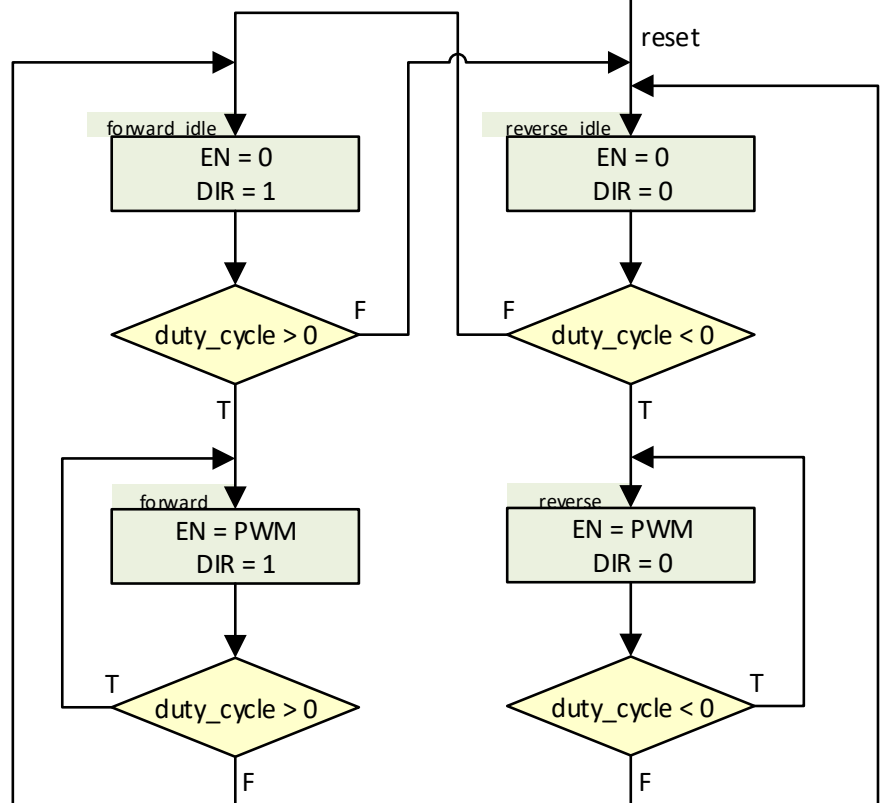 reset
forward_idle
EN = 0
DIR = 1
reverse_idle
EN = 0
DIR = 0
duty_cycle > 0
F
T
duty_cycle < 0
F
T
forward
EN = PWM
DIR = 1
reverse
EN = PWM
DIR = 0
T
duty_cycle > 0
F
duty_cycle < 0
T
F